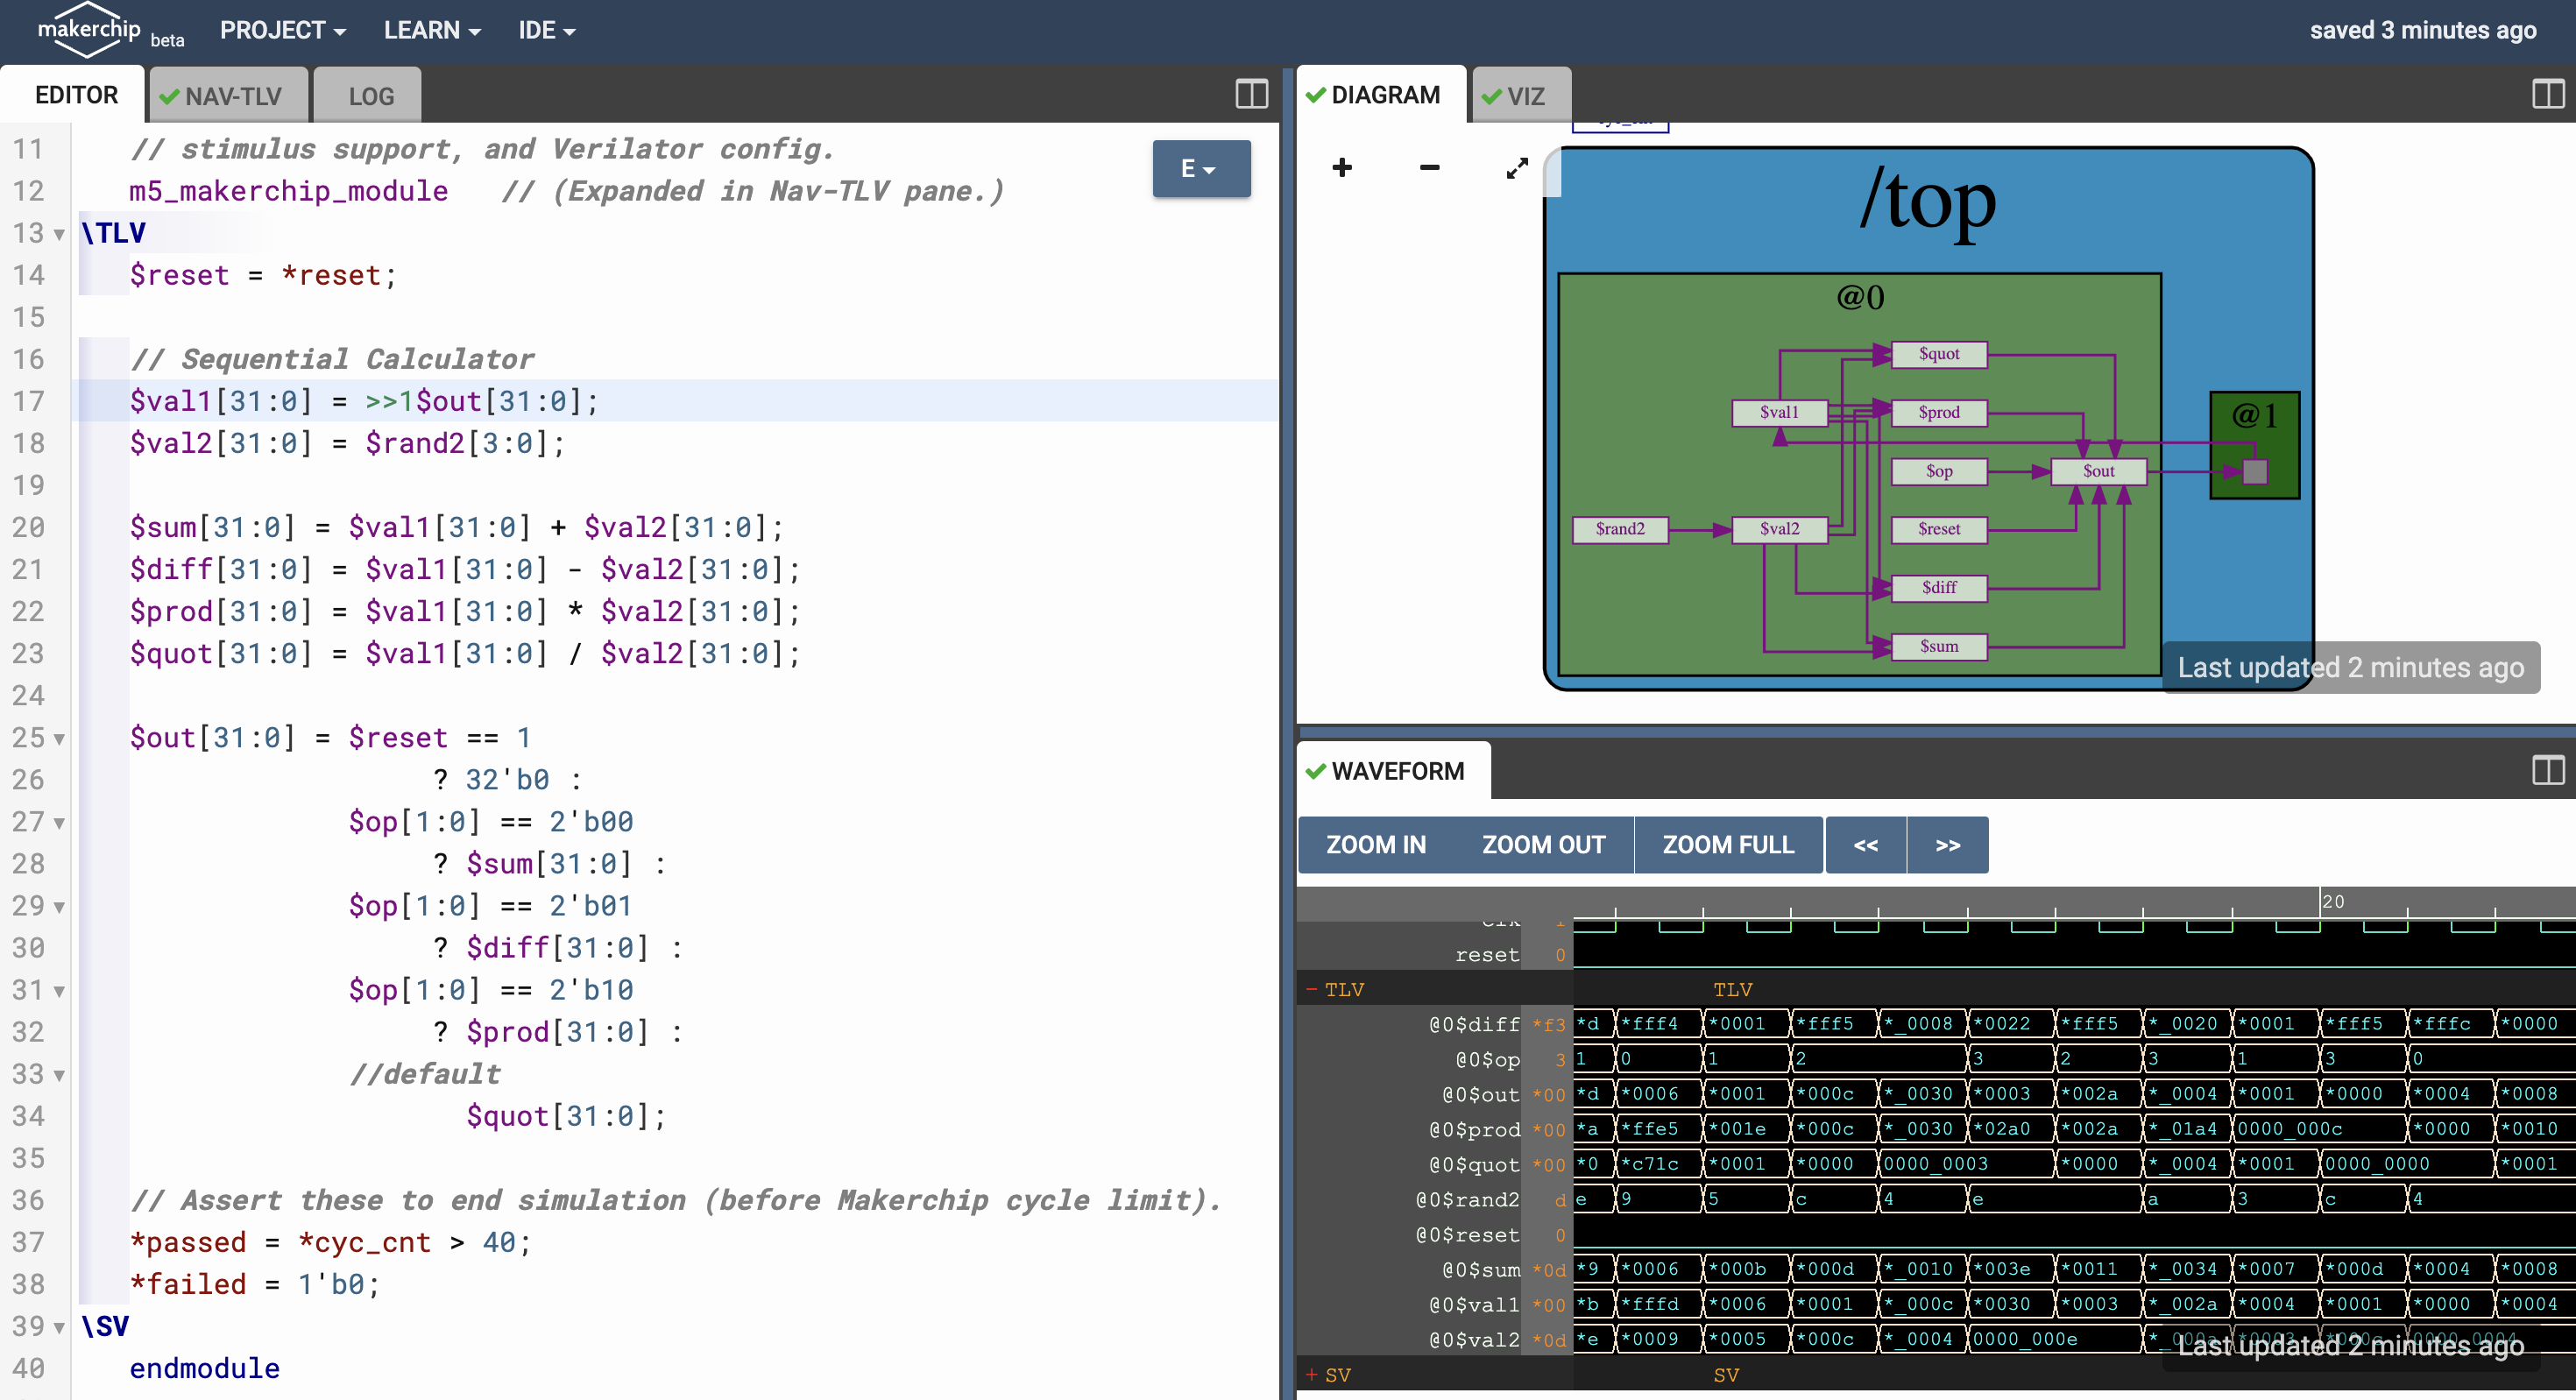 makerchip beta PROJECT LEARN IDE saved 3 minutes ago
EDITOR NAV-TLV LOG
11 // stimulus support, and Verilator config.
E
12 m5_makerchip_module // (Expanded in Nav-TLV pane.)
13 \TLV
14 $reset = *reset;
15
16 // Sequential Calculator
17 $val1[31:0] = >>1$out[31:0];
18 $val2[31:0] = $rand2[3:0];
19
20 $sum[31:0] = $val1[31:0] + $val2[31:0];
21 $diff[31:0] = $val1[31:0] - $val2[31:0];
22 $prod[31:0] = $val1[31:0] * $val2[31:0];
23 $quot[31:0] = $val1[31:0] / $val2[31:0];
24
25 $out[31:0] = $reset == 1
26 ? 32'b0 :
27 $op[1:0] == 2'b00
28 ? $sum[31:0] :
29 $op[1:0] == 2'b01
30 ? $diff[31:0] :
31 $op[1:0] == 2'b10
32 ? $prod[31:0] :
33 //default
34 $quot[31:0];
35
36 // Assert these to end simulation (before Makerchip cycle limit).
37 *passed = *cyc_cnt > 40;
38 *failed = 1'b0;
39 \SV
40 endmodule
DIAGRAM VIZ
+ −
/top
@0
$quot
$val1 $prod
@1
$op $out
$rand2 $val2 $reset
$diff
$sum
Last updated 2 minutes ago
WAVEFORM
ZOOM IN ZOOM OUT ZOOM FULL << >>
20
reset 0
− TLV TLV
@0$diff *f3 *d *fff4 *0001 *fff5 *_0008 *0022 *fff5 *_0020 *0001 *fff5 *fffc *0000
@0$op 3 1 0 1 2 3 2 3 1 3 0
@0$out *00 *d *0006 *0001 *000c *_0030 *0003 *002a *_0004 *0001 *0000 *0004 *0008
@0$prod *00 *a *ffe5 *001e *000c *_0030 *02a0 *002a *_01a4 0000_000c *0000 *0010
@0$quot *00 *0 *c71c *0001 *0000 0000_0003 *0000 *_0004 *0001 0000_0000 *0001
@0$rand2 d e 9 5 c 4 e a 3 c 4
@0$reset 0
@0$sum *0d *9 *0006 *000b *000d *_0010 *003e *0011 *_0034 *0007 *000d *0004 *0008
@0$val1 *00 *b *fffd *0006 *0001 *_000c *0030 *0003 *_002a *0004 *0001 *0000 *0004
@0$val2 *0d *e *0009 *0005 *000c *_0004 0000_000e
Last updated 2 minutes ago
+ SV SV